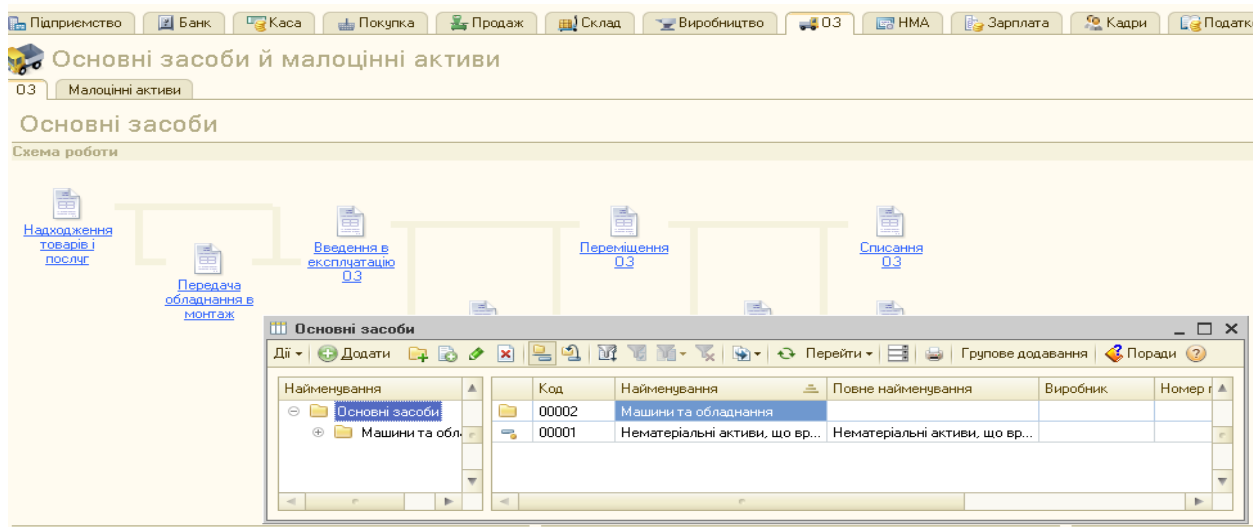 Підприємство Банк Каса Покупка Продаж Склад Виробництво ОЗ НМА Зарплата Кадри Податк
Основні засоби й малоцінні активи
ОЗ Малоцінні активи
Основні засоби
Схема роботи
Надходження
товарів і
послуг
Передача
обладнання в
монтаж
Введення в
експлуатацію
ОЗ
Переміщення
ОЗ
Списання
ОЗ
Основні засоби
Дії Додати Перейти Групове додавання Поради
Найменування Код Найменування Повне найменування Виробник Номер п
Основні засоби 00002 Машини та обладнання
Машини та обл 00001 Нематеріальні активи, що вр... Нематеріальні активи, що вр...